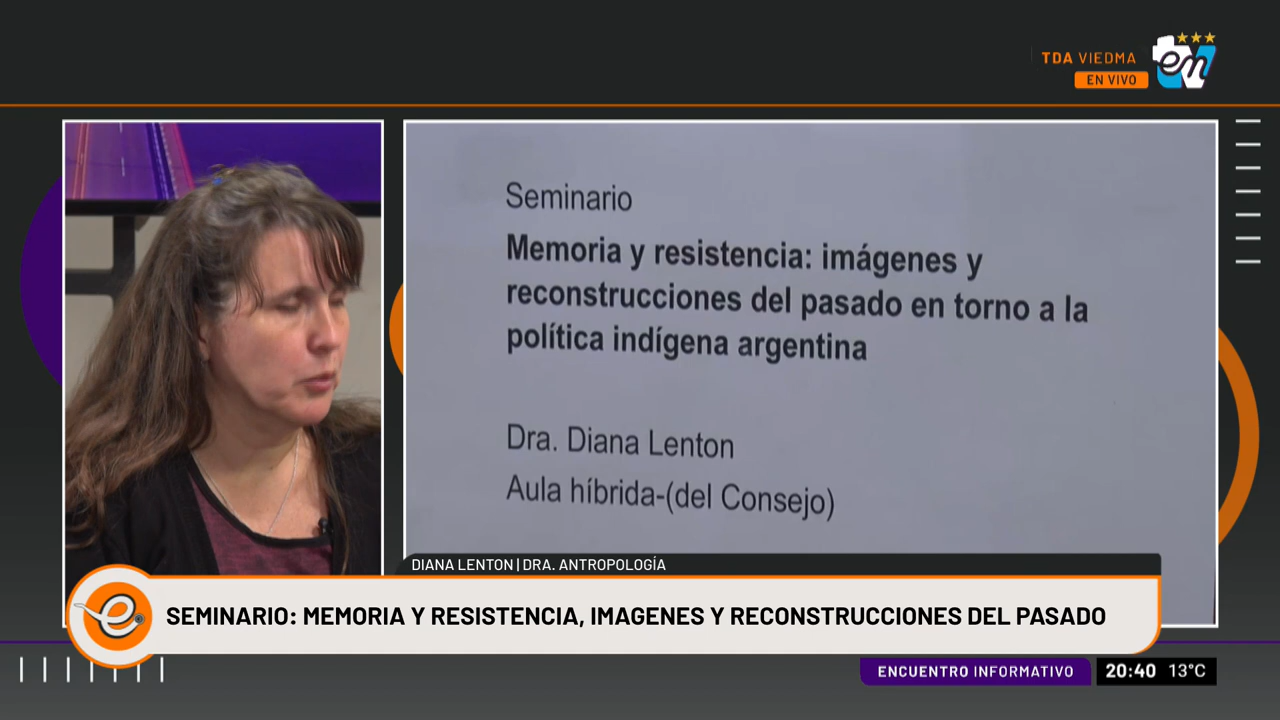 TDA VIEDMA
EN VIVO
em
Seminario
Memoria y resistencia: imágenes y
reconstrucciones del pasado en torno a la
política indígena argentina
Dra. Diana Lenton
Aula híbrida-(del Consejo)
DIANA LENTON | DRA. ANTROPOLOGÍA
e
SEMINARIO: MEMORIA Y RESISTENCIA, IMAGENES Y RECONSTRUCCIONES DEL PASADO
ENCUENTRO INFORMATIVO
20:40 13°C